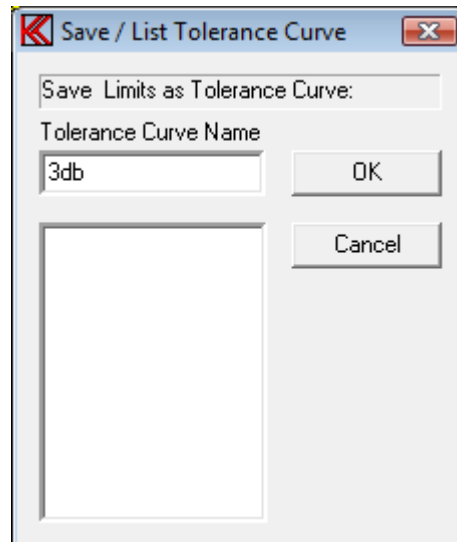 Save / List Tolerance Curve
Save  Limits as Tolerance Curve:
Tolerance Curve Name
3db
OK
Cancel